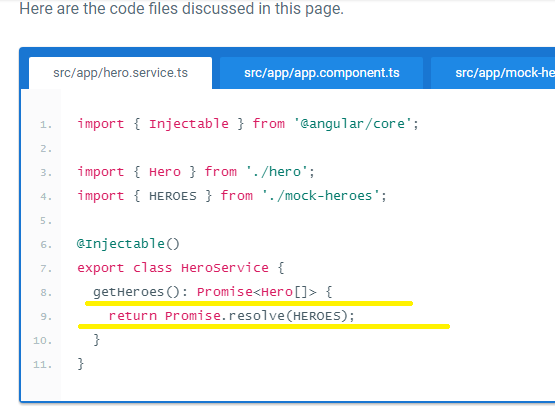 Here are the code files discussed in this page.
src/app/hero.service.ts src/app/app.component.ts src/app/mock-he
1. import { Injectable } from '@angular/core';
2.
3. import { Hero } from './hero';
4. import { HEROES } from './mock-heroes';
5.
6. @Injectable()
7. export class HeroService {
8. getHeroes(): Promise<Hero[]> {
9. return Promise.resolve(HEROES);
10. }
11. }